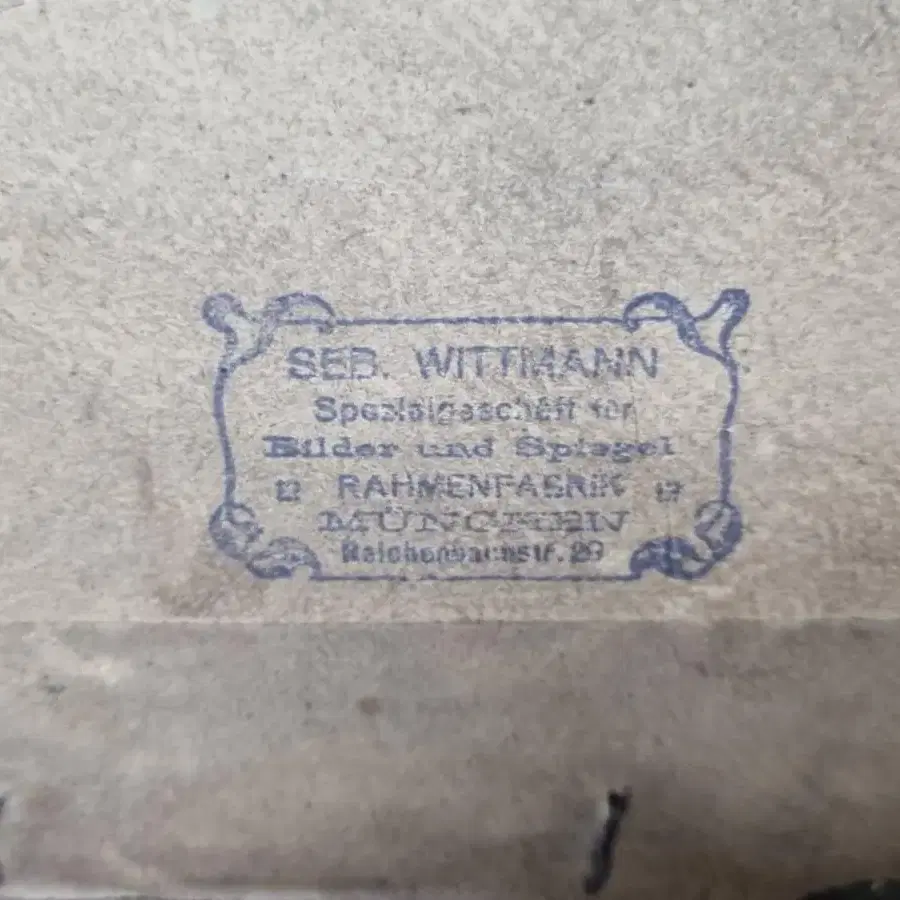 SEB. WITTMANN
Spezialgeschäft für
Bilder und Spiegel
RAHMENFABRIK
MÜNCHEN
Reichenbachstr. 29